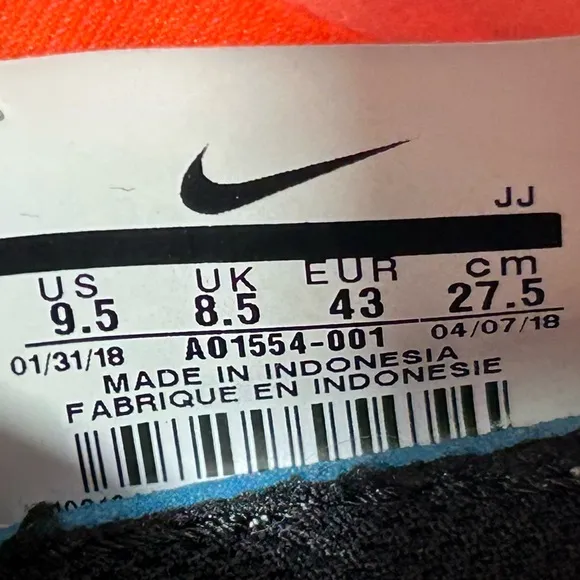 JJ
US UK EUR cm
9.5 8.5 43 27.5
01/31/18 AO1554-001 04/07/18
MADE IN INDONESIA
FABRIQUE EN INDONESIE